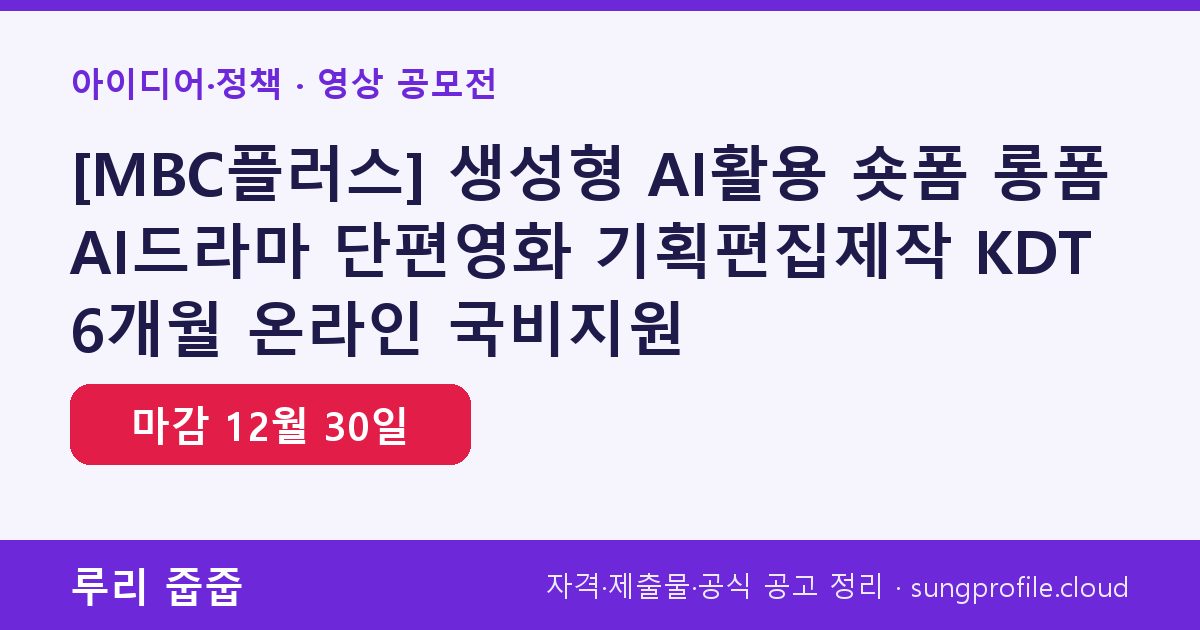 아이디어·정책 · 영상 공모전
[MBC플러스] 생성형 AI활용 숏폼 롱폼
AI드라마 단편영화 기획편집제작 KDT
6개월 온라인 국비지원
마감 12월 30일
루리 줍줍
자격·제출물·공식 공고 정리 · sungprofile.cloud